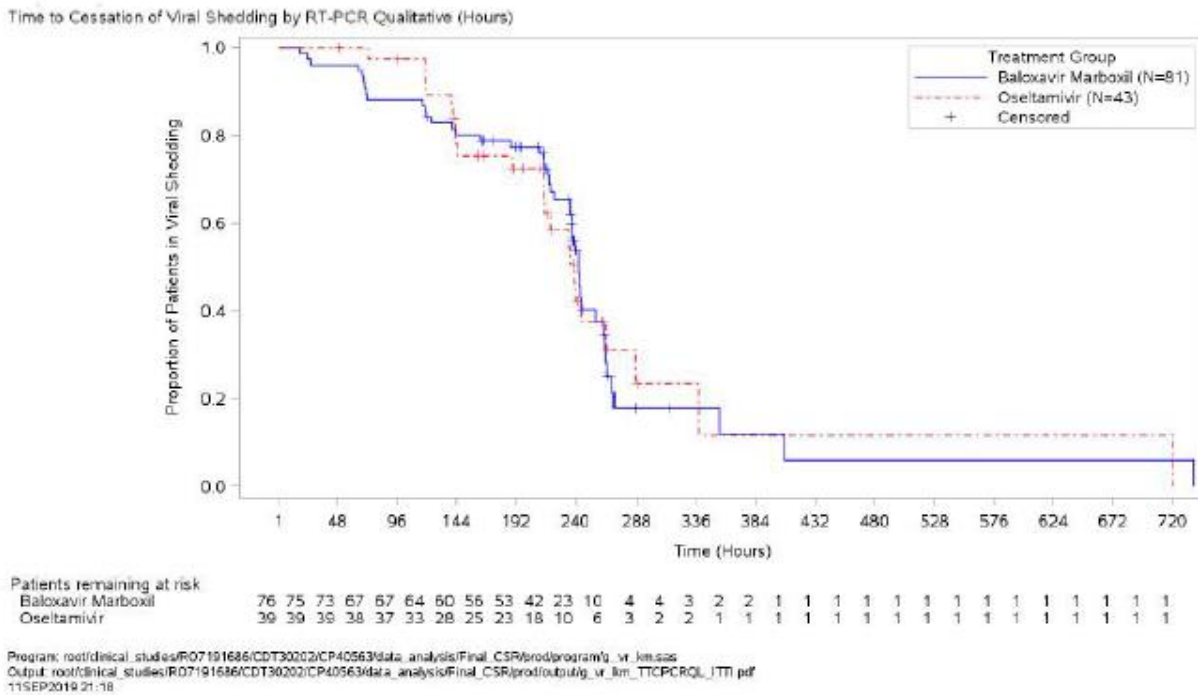 Time to Cessation of Viral Shedding by RT-PCR Qualitative (Hours)
Treatment Group
Baloxavir Marboxil (N=81)
Oseltamivir (N=43)
+ Censored
Proportion of Patients in Viral Shedding
1.0
0.8
0.6
0.4
0.2
0.0
1 48 96 144 192 240 288 336 384 432 480 528 576 624 672 720
Time (Hours)
Patients remaining at risk
Baloxavir Marboxil 76 75 73 67 67 64 60 56 53 42 23 10 4 4 3 2 2 1 1 1 1 1 1 1 1 1 1 1 1 1 1
Oseltamivir 39 39 39 38 37 33 28 25 23 18 10 6 3 2 2 1 1 1 1 1 1 1 1 1 1 1 1 1 1 1 1
Program: root/clinical_studies/RO7191686/CDT30202/CP40563/data_analysis/Final_CSR/prod/program/g_vr_km.sas
Output: root/clinical_studies/RO7191686/CDT30202/CP40563/data_analysis/Final_CSR/prod/output/g_vr_km_TTCPCRQL_ITTI.pdf
11SEP2019 21:18